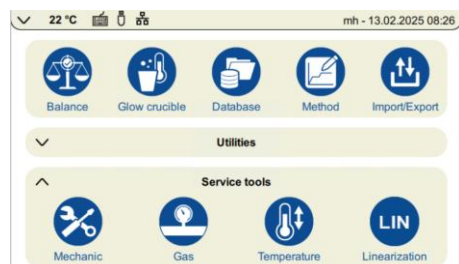 22 °C mh - 13.02.2025 08:26
Balance Glow crucible Database Method Import/Export
Utilities
Service tools
LIN
Mechanic Gas Temperature Linearization